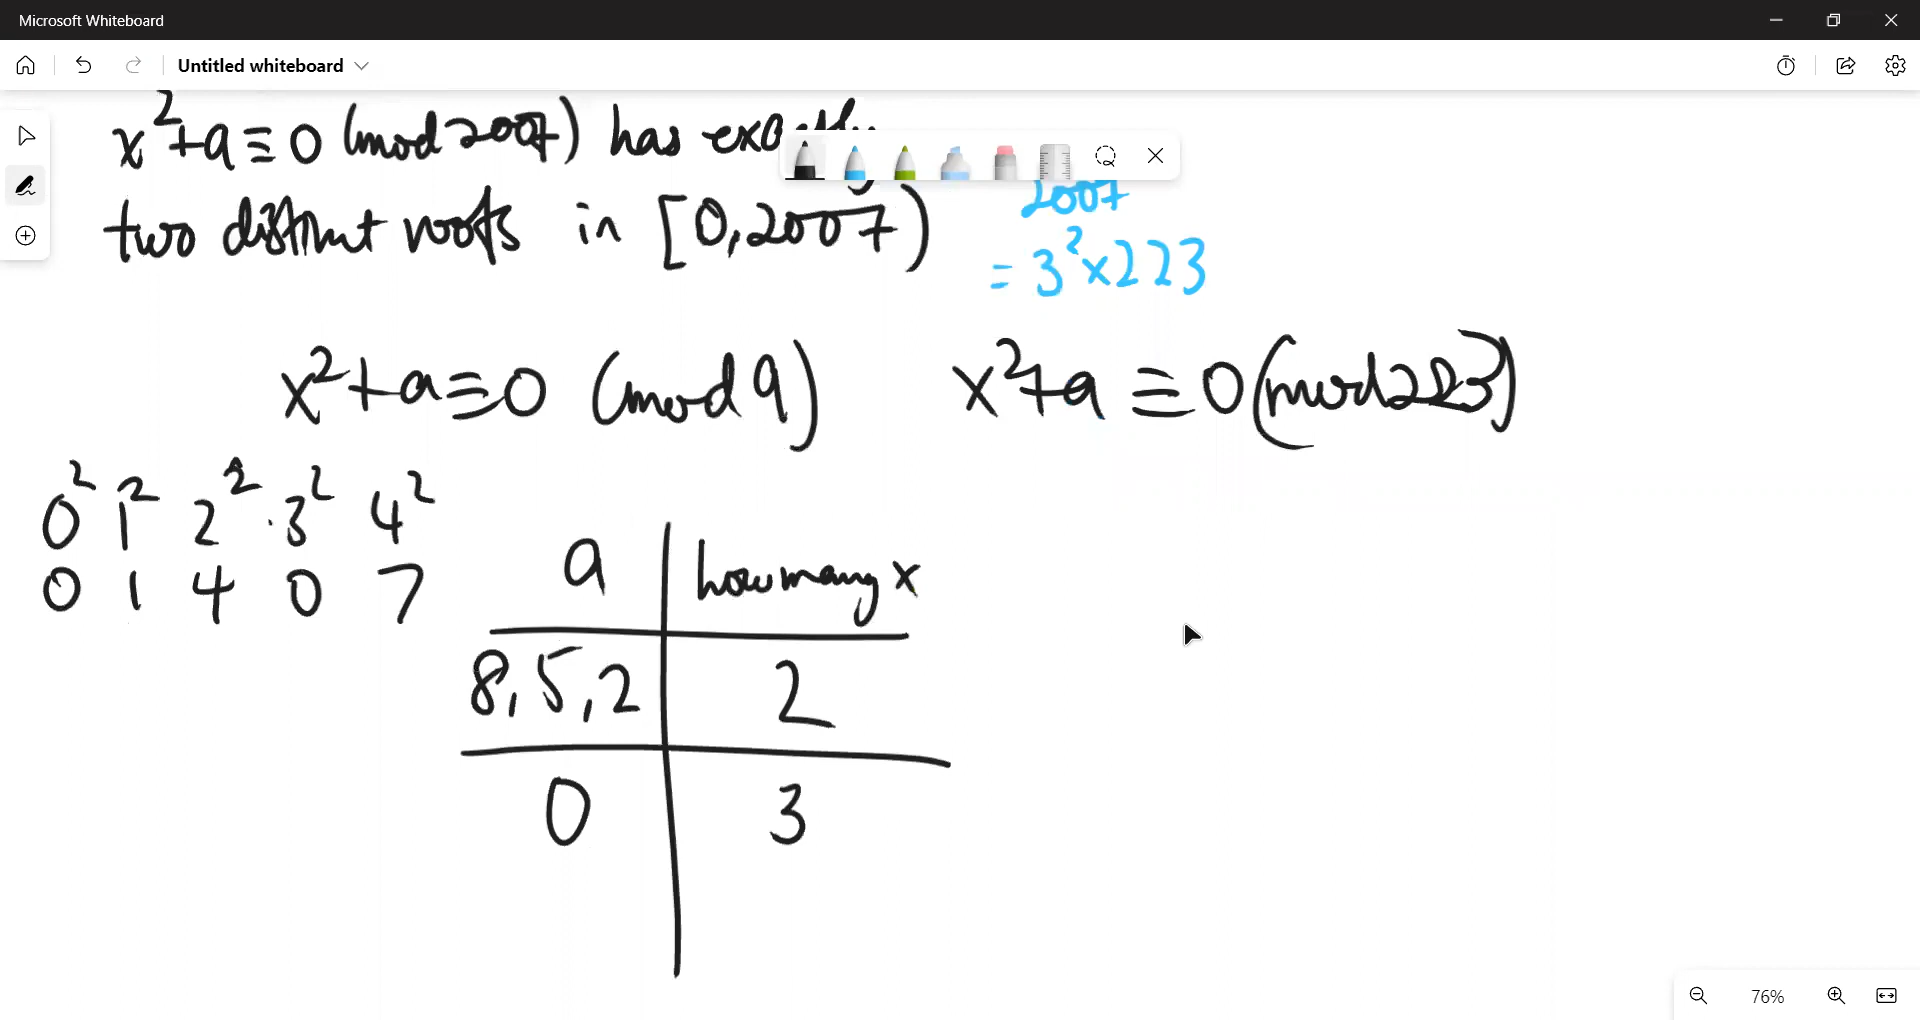 Microsoft Whiteboard
Untitled whiteboard
x²+a≡0 (mod 2007) has exactly
two distinct roots in [0,2007)
2007
= 3²×223
x²+a≡0 (mod 9)
x²+a≡0 (mod 223)
0² 1² 2² 3² 4²
0 1 4 0 7
a how many x
8,5,2 2
0 3
76%